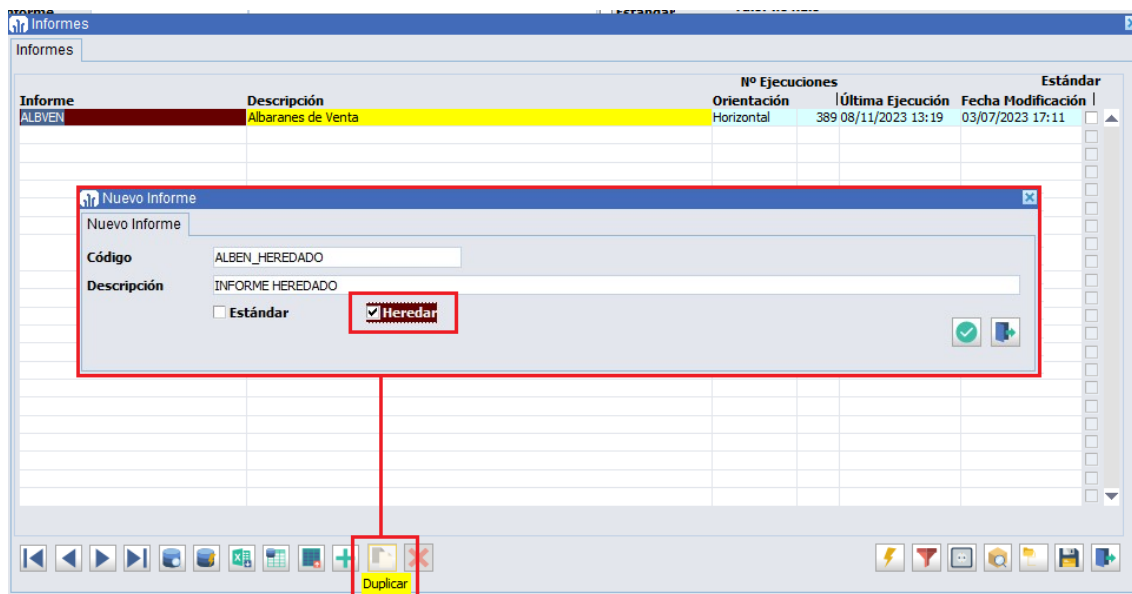 Informes
Informes
Nº Ejecuciones Estándar
Informe Descripción Orientación Última Ejecución Fecha Modificación
ALBVEN Albaranes de Venta Horizontal 389 08/11/2023 13:19 03/07/2023 17:11
Nuevo Informe
Nuevo Informe
Código ALBEN_HEREDADO
Descripción INFORME HEREDADO
Estándar Heredar
Duplicar